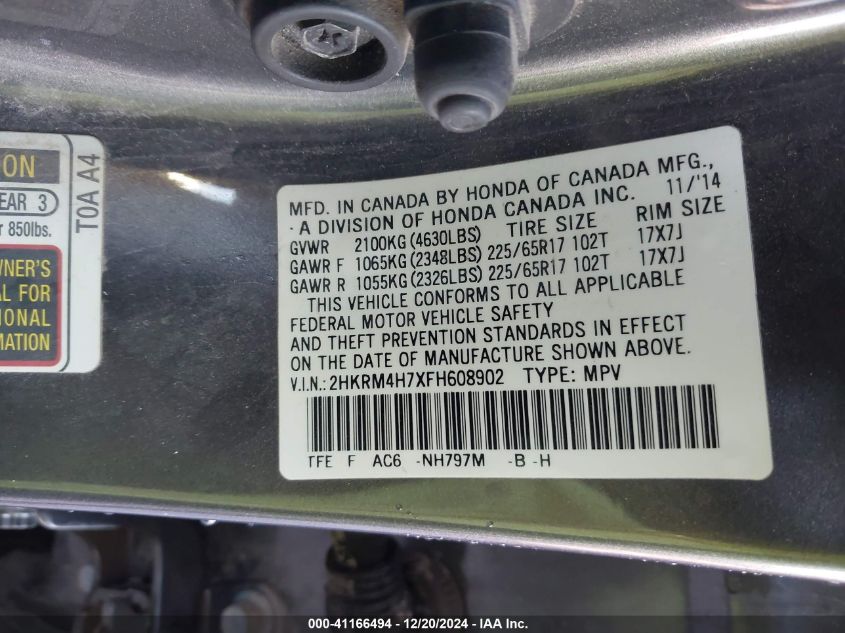 ON
EAR 3
r 850lbs.
WNER'S
AL FOR
IONAL
MATION
TOA A4
MFD. IN CANADA BY HONDA OF CANADA MFG.,
A DIVISION OF HONDA CANADA INC. 11/'14
GVWR 2100KG(4630LBS) TIRE SIZE RIM SIZE
GAWR F 1065KG(2348LBS) 225/65R17 102T 17X7J
GAWR R 1055KG(2326LBS) 225/65R17 102T 17X7J
THIS VEHICLE CONFORMS TO ALL APPLICABLE
FEDERAL MOTOR VEHICLE SAFETY
AND THEFT PREVENTION STANDARDS IN EFFECT
ON THE DATE OF MANUFACTURE SHOWN ABOVE.
V.I.N.: 2HKRM4H7XFH608902 TYPE: MPV
TFE F AC6 -NH797M -B -H
000-41166494 - 12/20/2024 - IAA Inc.